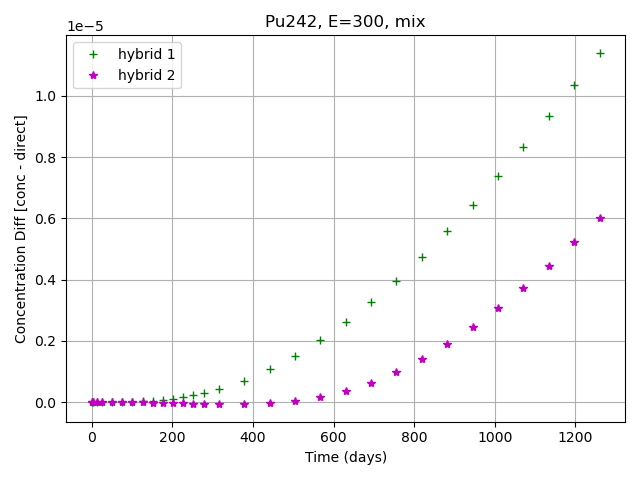 Pu242, E=300, mix
1e−5
hybrid 1
hybrid 2
Concentration Diff [conc - direct]
1.0
0.8
0.6
0.4
0.2
0.0
0 200 400 600 800 1000 1200
Time (days)